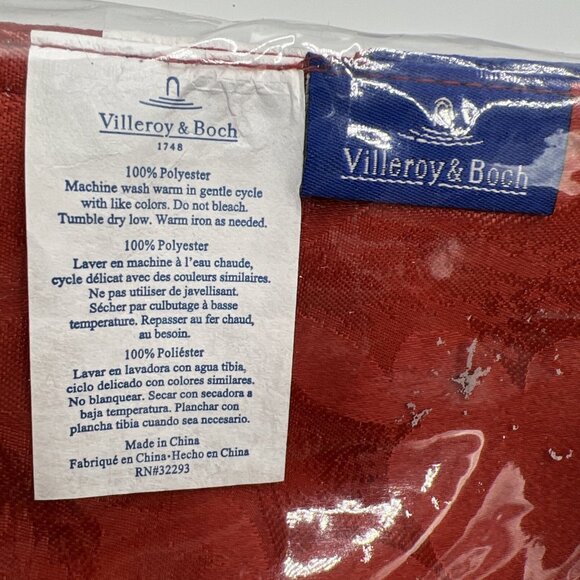 Villeroy & Boch
1748
100% Polyester
Machine wash warm in gentle cycle
with like colors. Do not bleach.
Tumble dry low. Warm iron as needed.
100% Polyester
Laver en machine à l'eau chaude,
cycle délicat avec des couleurs similaires.
Ne pas utiliser de javellisant.
Sécher par culbutage à basse
temperature. Repasser au fer chaud,
au besoin.
100% Poliéster
Lavar en lavadora con agua tibia,
ciclo delicado con colores similares.
No blanquear. Secar con secadora a
baja temperatura. Planchar con
plancha tibia cuando sea necesario.
Made in China
Fabriqué en China•Hecho en China
RN#32293
Villeroy & Boch